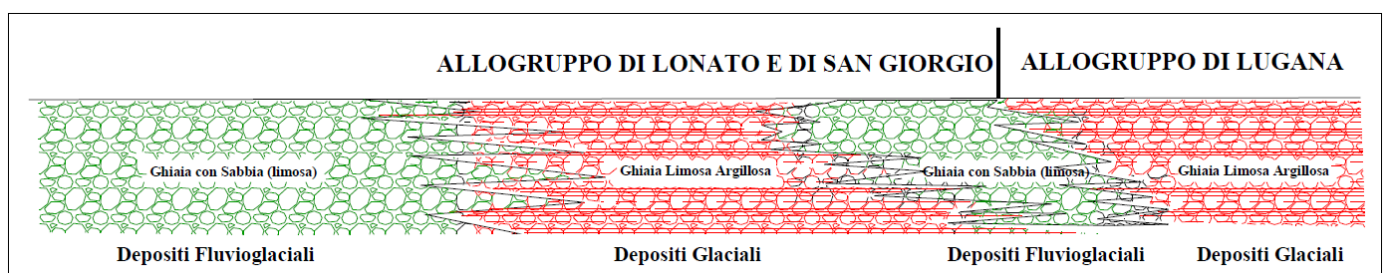 ALLOGRUPPO DI LONATO E DI SAN GIORGIO
ALLOGRUPPO DI LUGANA
Ghiaia con Sabbia (limosa)
Ghiaia Limosa Argillosa
Ghiaia con Sabbia (limosa)
Ghiaia Limosa Argillosa
Depositi Fluvioglaciali
Depositi Glaciali
Depositi Fluvioglaciali
Depositi Glaciali